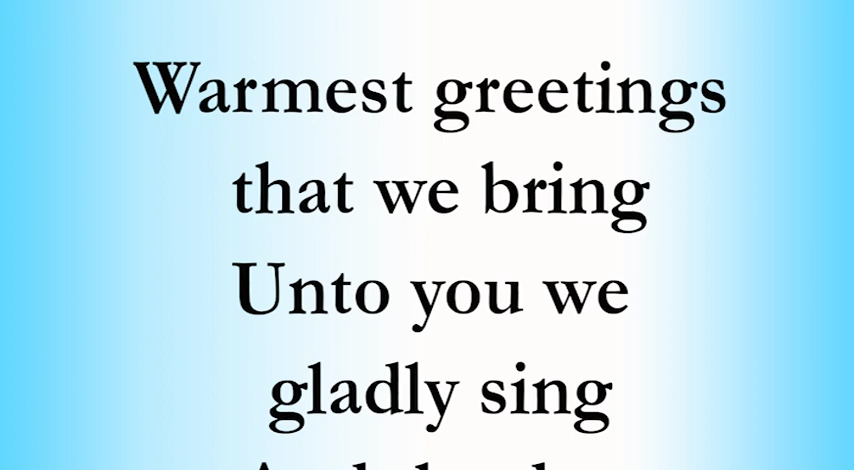 Warmest greetings
that we bring
Unto you we
gladly sing